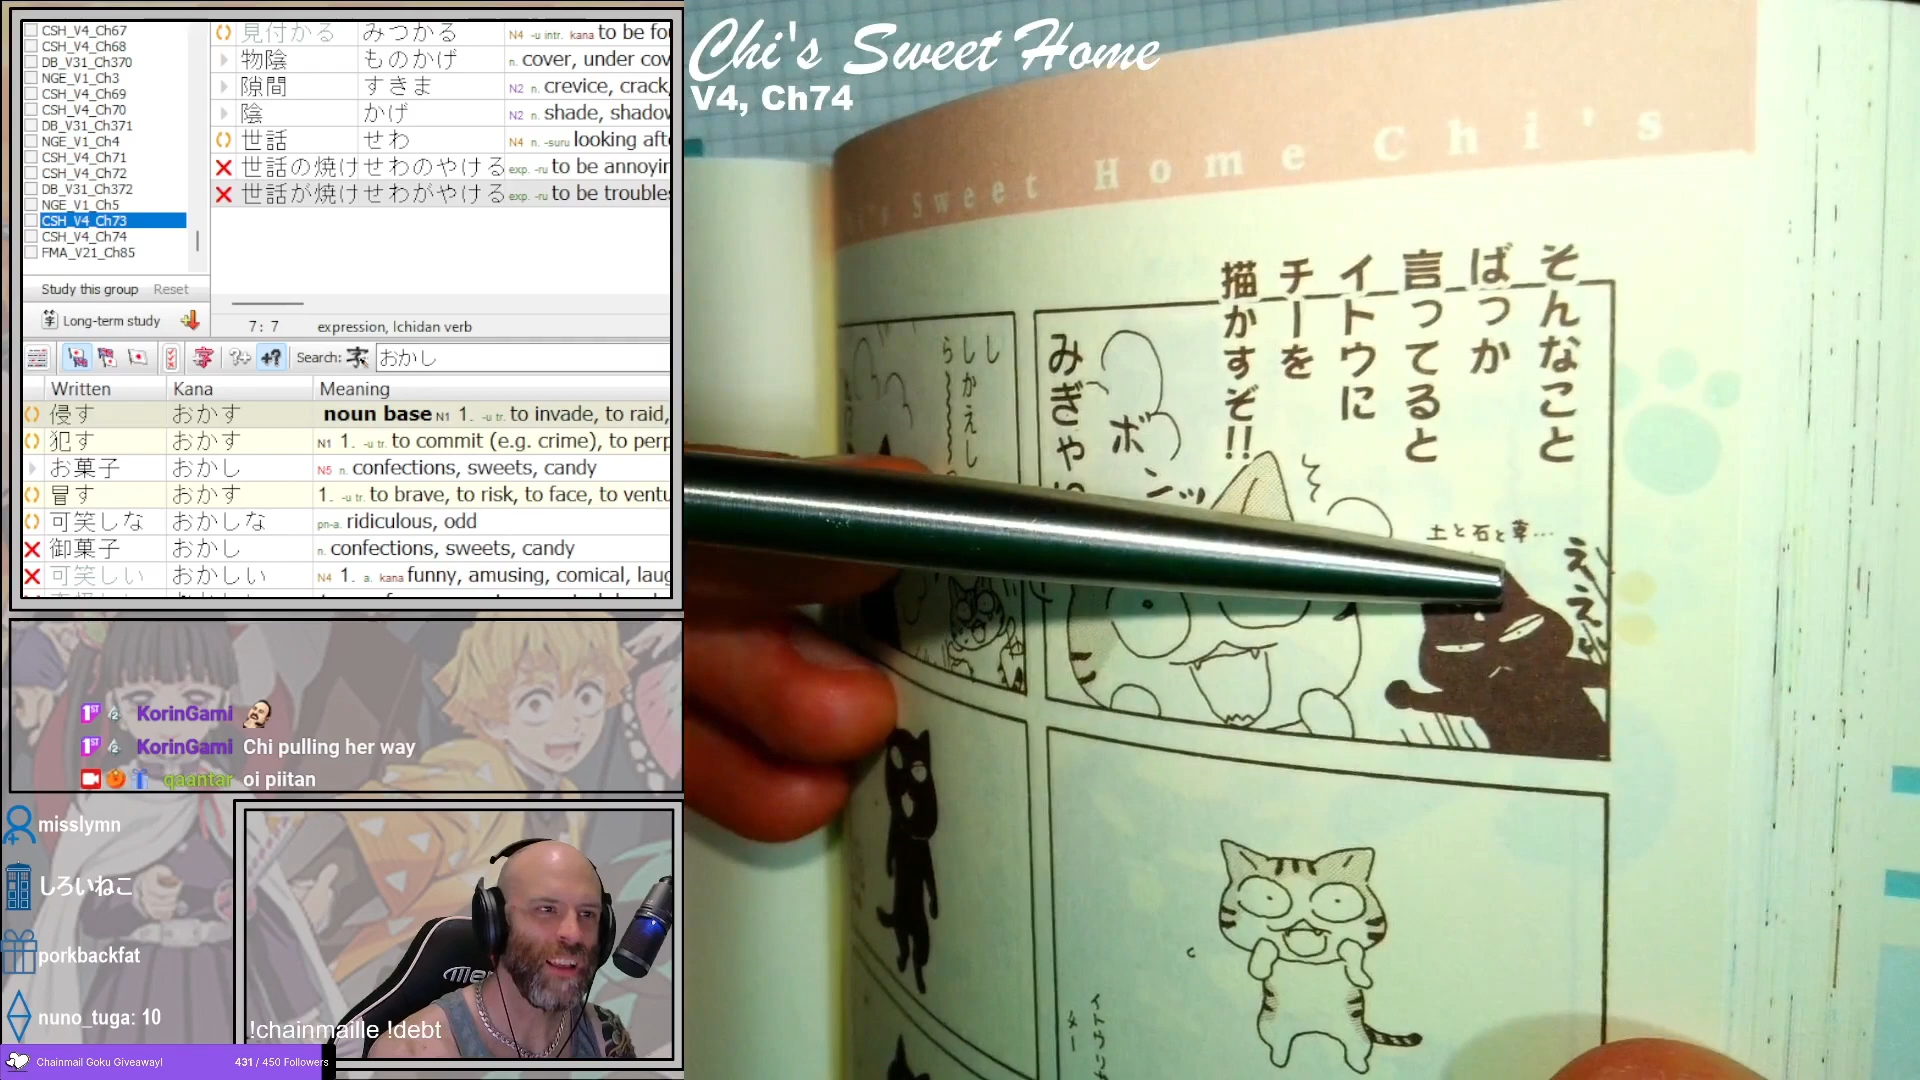 CSH_V4_Ch67
CSH_V4_Ch68
DB_V31_Ch370
NGE_V1_Ch3
CSH_V4_Ch69
CSH_V4_Ch70
DB_V31_Ch371
NGE_V1_Ch4
CSH_V4_Ch71
CSH_V4_Ch72
DB_V31_Ch372
NGE_V1_Ch5
CSH_V4_Ch73
CSH_V4_Ch74
FMA_V21_Ch85
Study this group Reset
Long-term study
見付かる みつかる N4 -u intr. kana to be fo
物陰 ものかげ n. cover, under cov
隙間 すきま N2 n. crevice, crack,
陰 かげ N2 n. shade, shadow
世話 せわ N4 n. -suru looking aft
世話の焼け せわのやける exp. -ru to be annoyin
世話が焼け せわがやける exp. -ru to be troubles
7: 7 expression, Ichidan verb
Search: おかし
Written Kana Meaning
侵す おかす noun base N1 1. -u tr. to invade, to raid,
犯す おかす N1 1. -u tr. to commit (e.g. crime), to perp
お菓子 おかし N5 n. confections, sweets, candy
冒す おかす 1. -u tr. to brave, to risk, to face, to ventu
可笑しな おかしな pn-a. ridiculous, odd
御菓子 おかし n. confections, sweets, candy
可笑しい おかしい N4 1. a. kana funny, amusing, comical, laug
KorinGami
KorinGami Chi pulling her way
qaantar oi piitan
misslymn
しろいねこ
porkbackfat
nuno_tuga: 10
!chainmaille !debt
Chainmail Goku Giveaway! 431 / 450 Followers
Chi's Sweet Home
V4, Ch74
Sweet Home Chi's
そんなこと
ばっか
言ってると
イトウに
チーを
描かすぞ!!
みぎゃ
ボンッ
土と石と草…
ええ
し
しかえし
ら